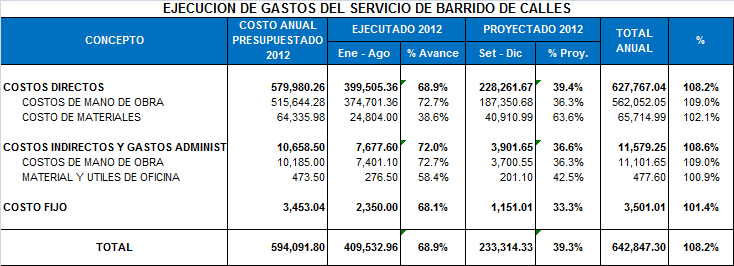 EJECUCION DE GASTOS DEL SERVICIO DE BARRIDO DE CALLES
CONCEPTO COSTO ANUAL PRESUPUESTADO 2012 EJECUTADO 2012 PROYECTADO 2012 TOTAL ANUAL %
Ene - Ago % Avance Set - Dic % Proy.
COSTOS DIRECTOS 579,980.26 399,505.36 68.9% 228,261.67 39.4% 627,767.04 108.2%
COSTOS DE MANO DE OBRA 515,644.28 374,701.36 72.7% 187,350.68 36.3% 562,052.05 109.0%
COSTO DE MATERIALES 64,335.98 24,804.00 38.6% 40,910.99 63.6% 65,714.99 102.1%
COSTOS INDIRECTOS Y GASTOS ADMINIST 10,658.50 7,677.60 72.0% 3,901.65 36.6% 11,579.25 108.6%
COSTOS DE MANO DE OBRA 10,185.00 7,401.10 72.7% 3,700.55 36.3% 11,101.65 109.0%
MATERIAL Y UTILES DE OFICINA 473.50 276.50 58.4% 201.10 42.5% 477.60 100.9%
COSTO FIJO 3,453.04 2,350.00 68.1% 1,151.01 33.3% 3,501.01 101.4%
TOTAL 594,091.80 409,532.96 68.9% 233,314.33 39.3% 642,847.30 108.2%